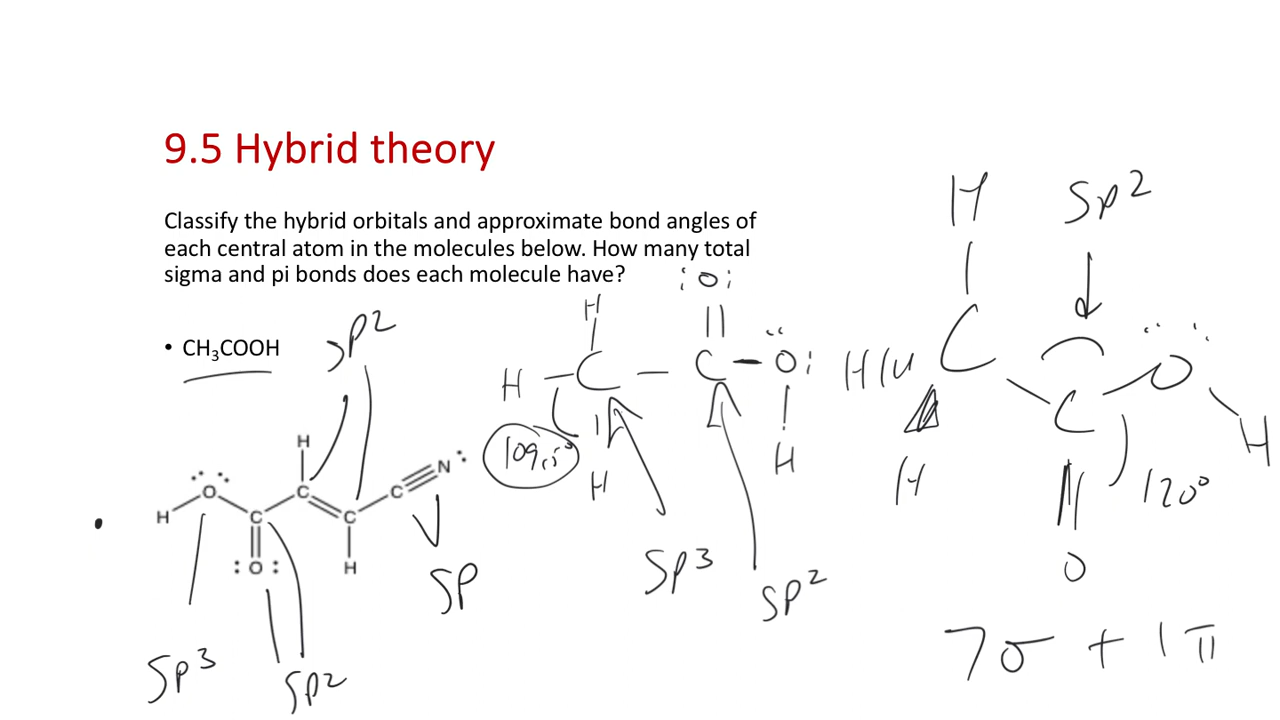 9.5 Hybrid theory
Classify the hybrid orbitals and approximate bond angles of
each central atom in the molecules below. How many total
sigma and pi bonds does each molecule have?
• CH₃COOH
sp²
H
H O C C C C N
:O: H
sp³
sp²
sp
:O:
H
H – C – C – O:
109.5°
H H
sp³
sp²
H sp²
H C O
C H
H 120°
O
7σ + 1π